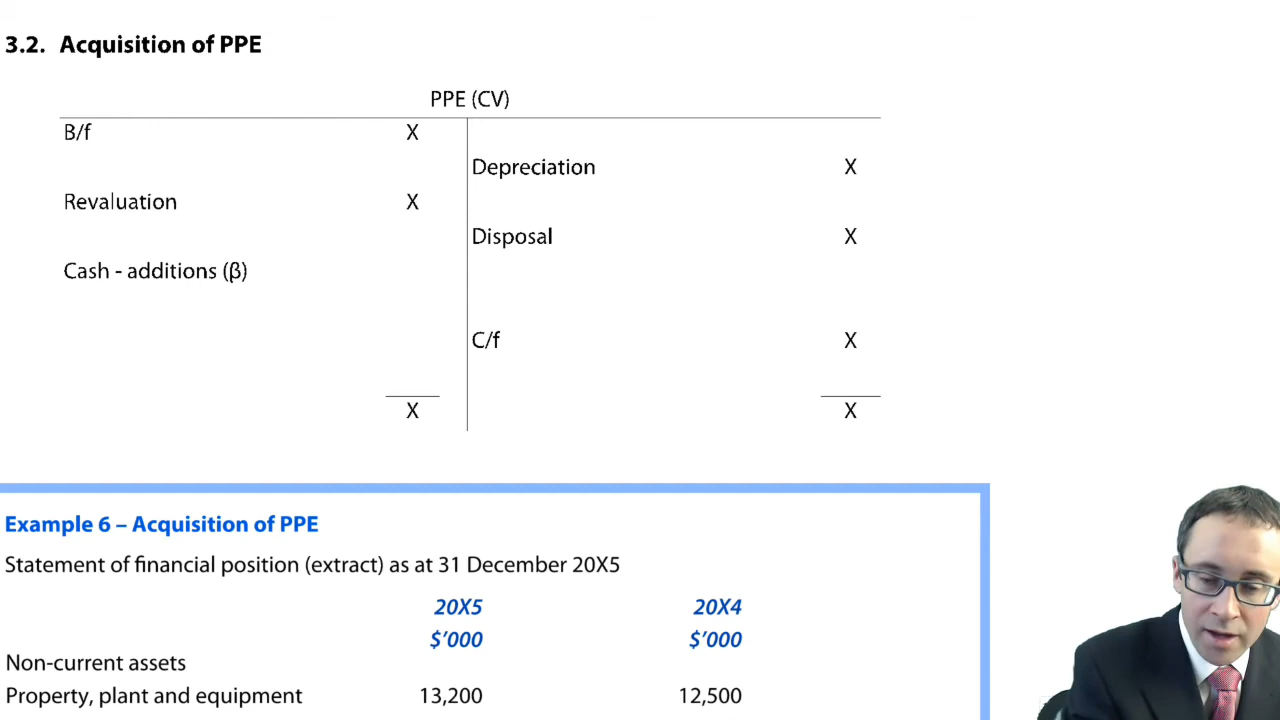 3.2. Acquisition of PPE
PPE (CV)
B/f X
Depreciation X
Revaluation X
Disposal X
Cash - additions (β)
C/f X
X X
Example 6 – Acquisition of PPE
Statement of financial position (extract) as at 31 December 20X5
20X5 20X4
$'000 $'000
Non-current assets
Property, plant and equipment 13,200 12,500